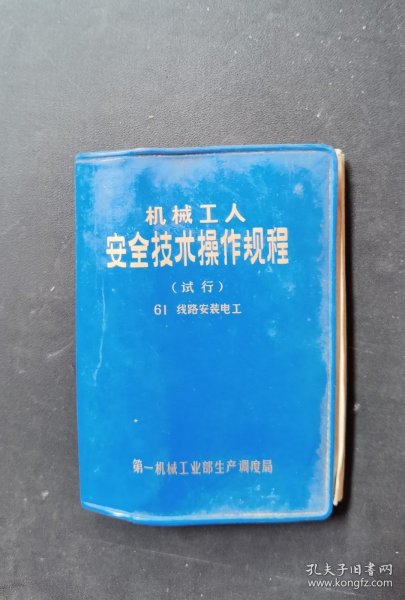 机械工人
安全技术操作规程
（试行）
61 线路安装电工
第一机械工业部生产调度局
孔夫子旧书网
www.kongfz.com